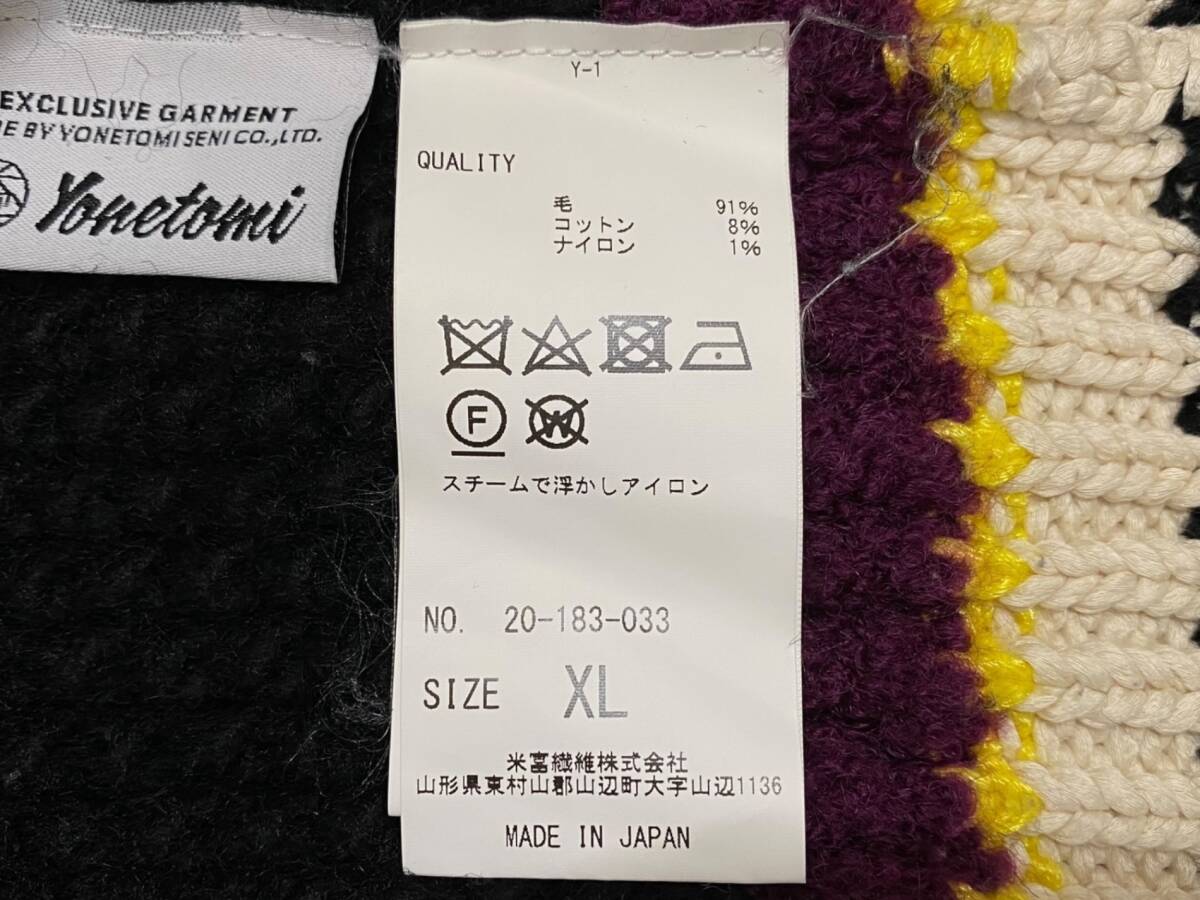 EXCLUSIVE GARMENT
BY YONETOMI SENI CO.,LTD.
Yonetomi
Y-1
QUALITY
毛 91%
コットン 8%
ナイロン 1%
F
W
スチームで浮かしアイロン
NO. 20-183-033
SIZE XL
米富繊維株式会社
山形県東村山郡山辺町大字山辺1136
MADE IN JAPAN